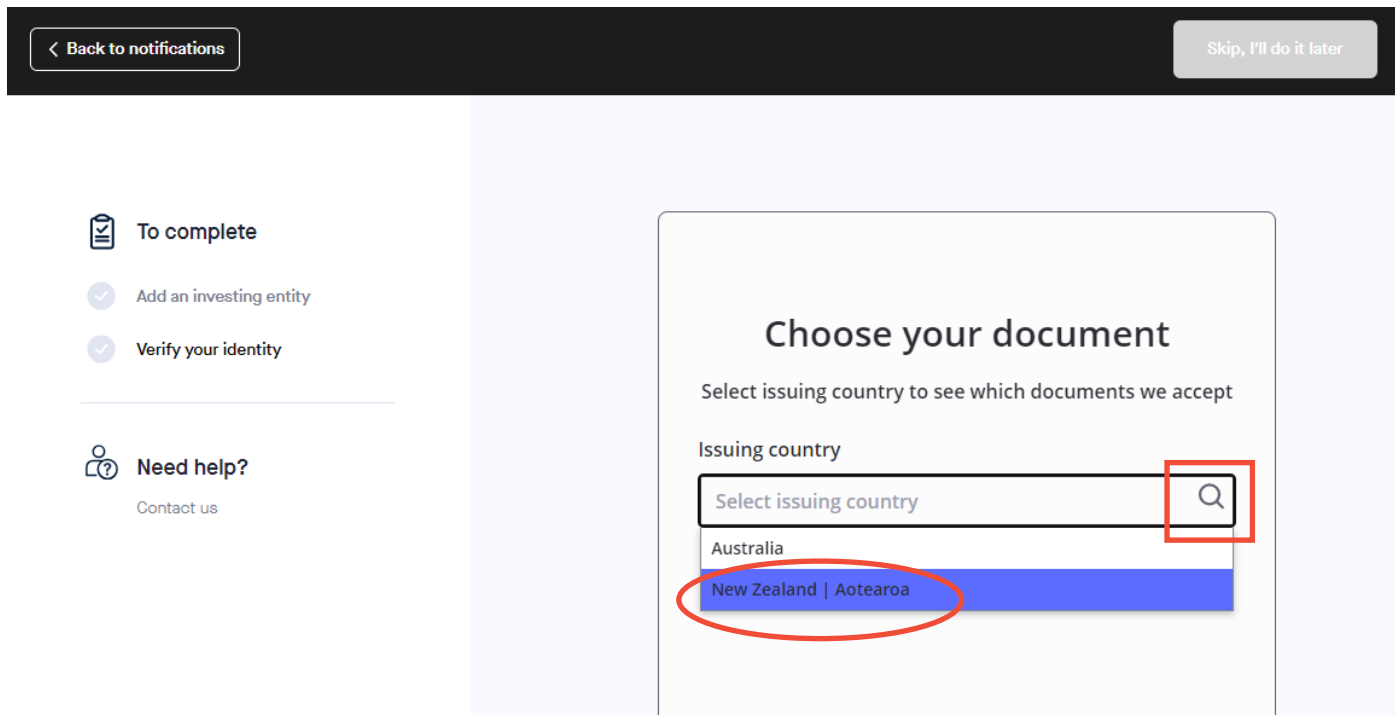 Back to notifications
Skip, I'll do it later
To complete
Add an investing entity
Verify your identity
Need help?
Contact us
Choose your document
Select issuing country to see which documents we accept
Issuing country
Select issuing country
Australia
New Zealand | Aotearoa